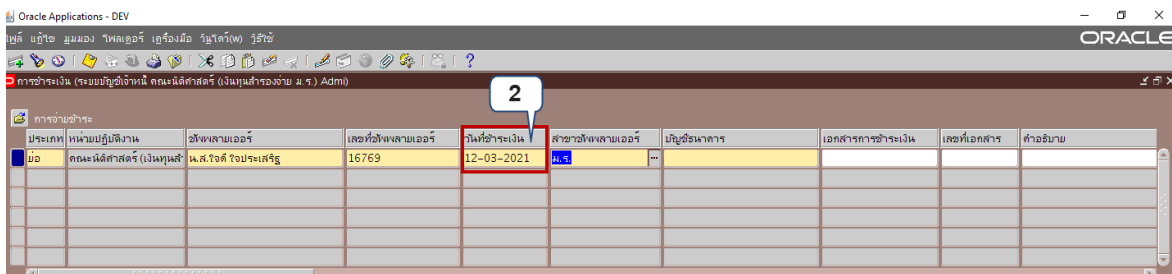 Oracle Applications - DEV
ไฟล์ แก้ไข มุมมอง โฟลเดอร์ เครื่องมือ วินโดว์(w) วิธีใช้
ORACLE
การชำระเงิน (ระบบบัญชีเจ้าหนี้ คณะนิติศาสตร์ (เงินทุนสำรองจ่าย ม.ร.) Admi)
2
การจ่ายชำระ
ประเภท หน่วยปฏิบัติงาน ซัพพลายเออร์ เลขที่ซัพพลายเออร์ วันที่ชำระเงิน สาขาซัพพลายเออร์ บัญชีธนาคาร เอกสารการชำระเงิน เลขที่เอกสาร คำอธิบาย
ย่อ คณะนิติศาสตร์ (เงินทุนสำ น.ส.ใจดี ใจประเสริฐ 16769 12-03-2021 ม.ร.